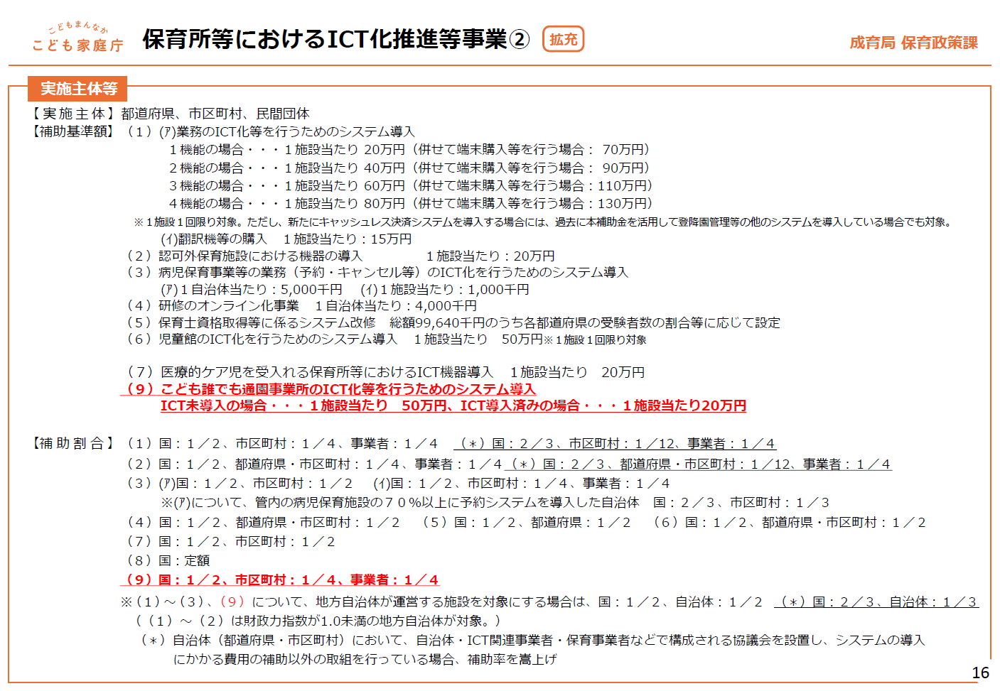 こどもまんなか
こども家庭庁
保育所等におけるICT化推進等事業②
拡充
成育局 保育政策課
実施主体等
【実施主体】都道府県、市区町村、民間団体
【補助基準額】（１）(ｱ)業務のICT化等を行うためのシステム導入
１機能の場合・・・１施設当たり 20万円（併せて端末購入等を行う場合： 70万円）
２機能の場合・・・１施設当たり 40万円（併せて端末購入等を行う場合： 90万円）
３機能の場合・・・１施設当たり 60万円（併せて端末購入等を行う場合：110万円）
４機能の場合・・・１施設当たり 80万円（併せて端末購入等を行う場合：130万円）
※１施設１回限り対象。ただし、新たにキャッシュレス決済システムを導入する場合には、過去に本補助金を活用して登降園管理等の他のシステムを導入している場合でも対象。
(ｲ)翻訳機等の購入　１施設当たり：15万円
（２）認可外保育施設における機器の導入　１施設当たり：20万円
（３）病児保育事業等の業務（予約・キャンセル等）のICT化を行うためのシステム導入
(ｱ)１自治体当たり：5,000千円　(ｲ)１施設当たり：1,000千円
（４）研修のオンライン化事業　１自治体当たり：4,000千円
（５）保育士資格取得等に係るシステム改修　総額99,640千円のうち各都道府県の受験者数の割合等に応じて設定
（６）児童館のICT化を行うためのシステム導入　１施設当たり　50万円※１施設１回限り対象
（７）医療的ケア児を受入れる保育所等におけるICT機器導入　１施設当たり　20万円
（９）こども誰でも通園事業所のICT化等を行うためのシステム導入
ICT未導入の場合・・・１施設当たり　50万円、ICT導入済みの場合・・・１施設当たり20万円
【補助割合】（１）国：１／２、市区町村：１／４、事業者：１／４　（＊）国：２／３、市区町村：１／12、事業者：１／４
（２）国：１／２、都道府県・市区町村：１／４、事業者：１／４（＊）国：２／３、都道府県・市区町村：１／12、事業者：１／４
（３）(ｱ)国：１／２、市区町村：１／２　(ｲ)国：１／２、市区町村：１／４、事業者：１／４
※(ｱ)について、管内の病児保育施設の７０％以上に予約システムを導入した自治体　国：２／３、市区町村：１／３
（４）国：１／２、都道府県・市区町村：１／２　（５）国：１／２、都道府県：１／２　（６）国：１／２、都道府県・市区町村：１／２
（７）国：１／２、市区町村：１／２
（８）国：定額
（９）国：１／２、市区町村：１／４、事業者：１／４
※（１）～（３）、（９）について、地方自治体が運営する施設を対象にする場合は、国：１／２、自治体：１／２　（＊）国：２／３、自治体：１／３
（（１）～（２）は財政力指数が1.0未満の地方自治体が対象。）
（＊）自治体（都道府県・市区町村）において、自治体・ICT関連事業者・保育事業者などで構成される協議会を設置し、システムの導入
にかかる費用の補助以外の取組を行っている場合、補助率を嵩上げ
16